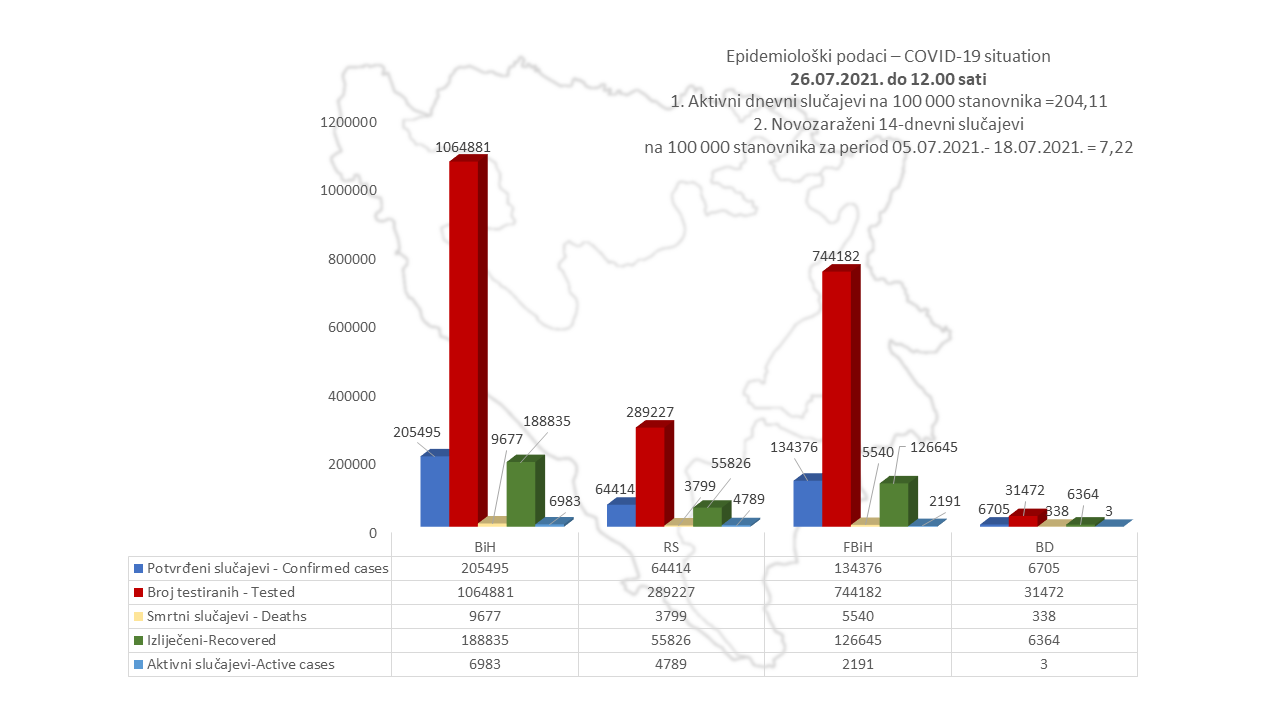 Epidemiološki podaci – COVID-19 situation
26.07.2021. do 12.00 sati
1. Aktivni dnevni slučajevi na 100 000 stanovnika =204,11
2. Novozaraženi 14-dnevni slučajevi
na 100 000 stanovnika za period 05.07.2021.- 18.07.2021. = 7,22
1200000
1000000
800000
600000
400000
200000
0
205495
1064881
9677
188835
6983
64414
289227
3799
55826
4789
134376
744182
5540
126645
2191
6705
31472
338
6364
3
BiH RS FBiH BD
Potvrđeni slučajevi - Confirmed cases 205495 64414 134376 6705
Broj testiranih - Tested 1064881 289227 744182 31472
Smrtni slučajevi - Deaths 9677 3799 5540 338
Izliječeni-Recovered 188835 55826 126645 6364
Aktivni slučajevi-Active cases 6983 4789 2191 3